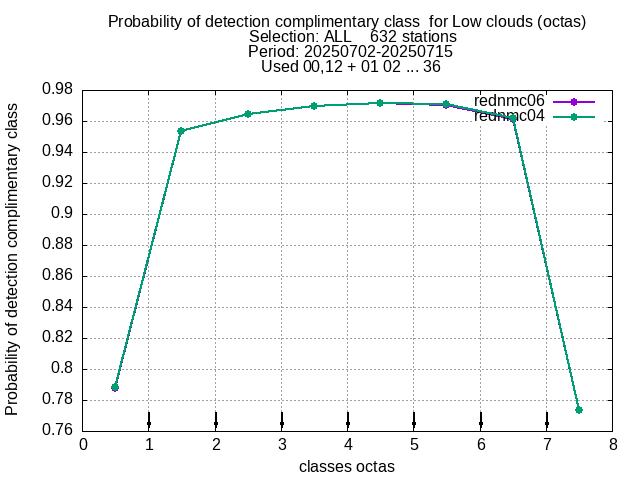 Probability of detection complimentary class  for Low clouds (octas)
Selection: ALL    632 stations
Period: 20250702-20250715
Used 00,12 + 01 02 ... 36
rednmc06
rednmc04
Probability of detection complimentary class
0.98
0.96
0.94
0.92
0.9
0.88
0.86
0.84
0.82
0.8
0.78
0.76
0 1 2 3 4 5 6 7 8
classes octas